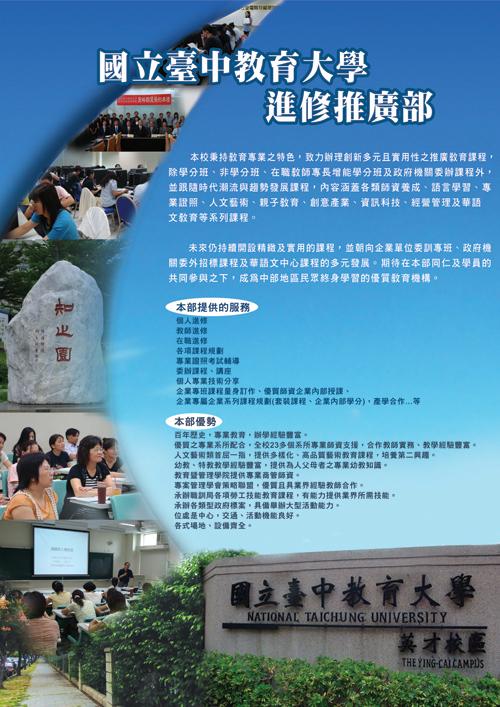 國立臺中教育大學
進修推廣部
本校秉持教育專業之特色，致力辦理創新多元且實用性之推廣教育課程，
除學分班、非學分班、在職教師專長增能學分班及政府機關委辦課程外，
並跟隨時代潮流與趨勢發展課程，內容涵蓋各類師資養成、語言學習、專
業證照、人文藝術、親子教育、創意產業、資訊科技、經營管理及華語
文教育等系列課程。
未來仍持續開設精緻及實用的課程，並朝向企業單位委訓專班、政府機
關委外招標課程及華語文中心課程的多元發展。期待在本部同仁及學員的
共同參與之下，成為中部地區民眾終身學習的優質教育機構。
本部提供的服務
個人進修
教師進修
在職進修
各項課程規劃
專業證照考試輔導
委辦課程、講座
個人專業技術分享
企業專班課程量身訂作、優質師資企業內部授課、
企業專屬企業系列課程規劃(套裝課程、企業內部學分)，產學合作...等
本部優勢
百年歷史，專業教育，辦學經驗豐富。
優質之專業系所配合，全校23多個系所專業師資支援，合作教師實務、教學經驗豐富。
人文藝術類首屈一指，提供多樣化、高品質藝術教育課程，培養第二興趣。
幼教、特教教學經驗豐富，提供為人父母者之專業幼教知識。
教育暨管理學院提供專業商管師資。
專案管理學會策略聯盟，優質且具業界經驗教師合作。
承辦職訓局各項勞工技能教育課程，有能力提供業界所需技能。
承辦各類型政府標案，具備舉辦大型活動能力。
位處是中心，交通、活動機能良好。
各式場地、設備齊全。
知止園
國立臺中教育大學
NATIONAL TAICHUNG UNIVERSITY
英才校區
THE YING-CAI CAMPUS